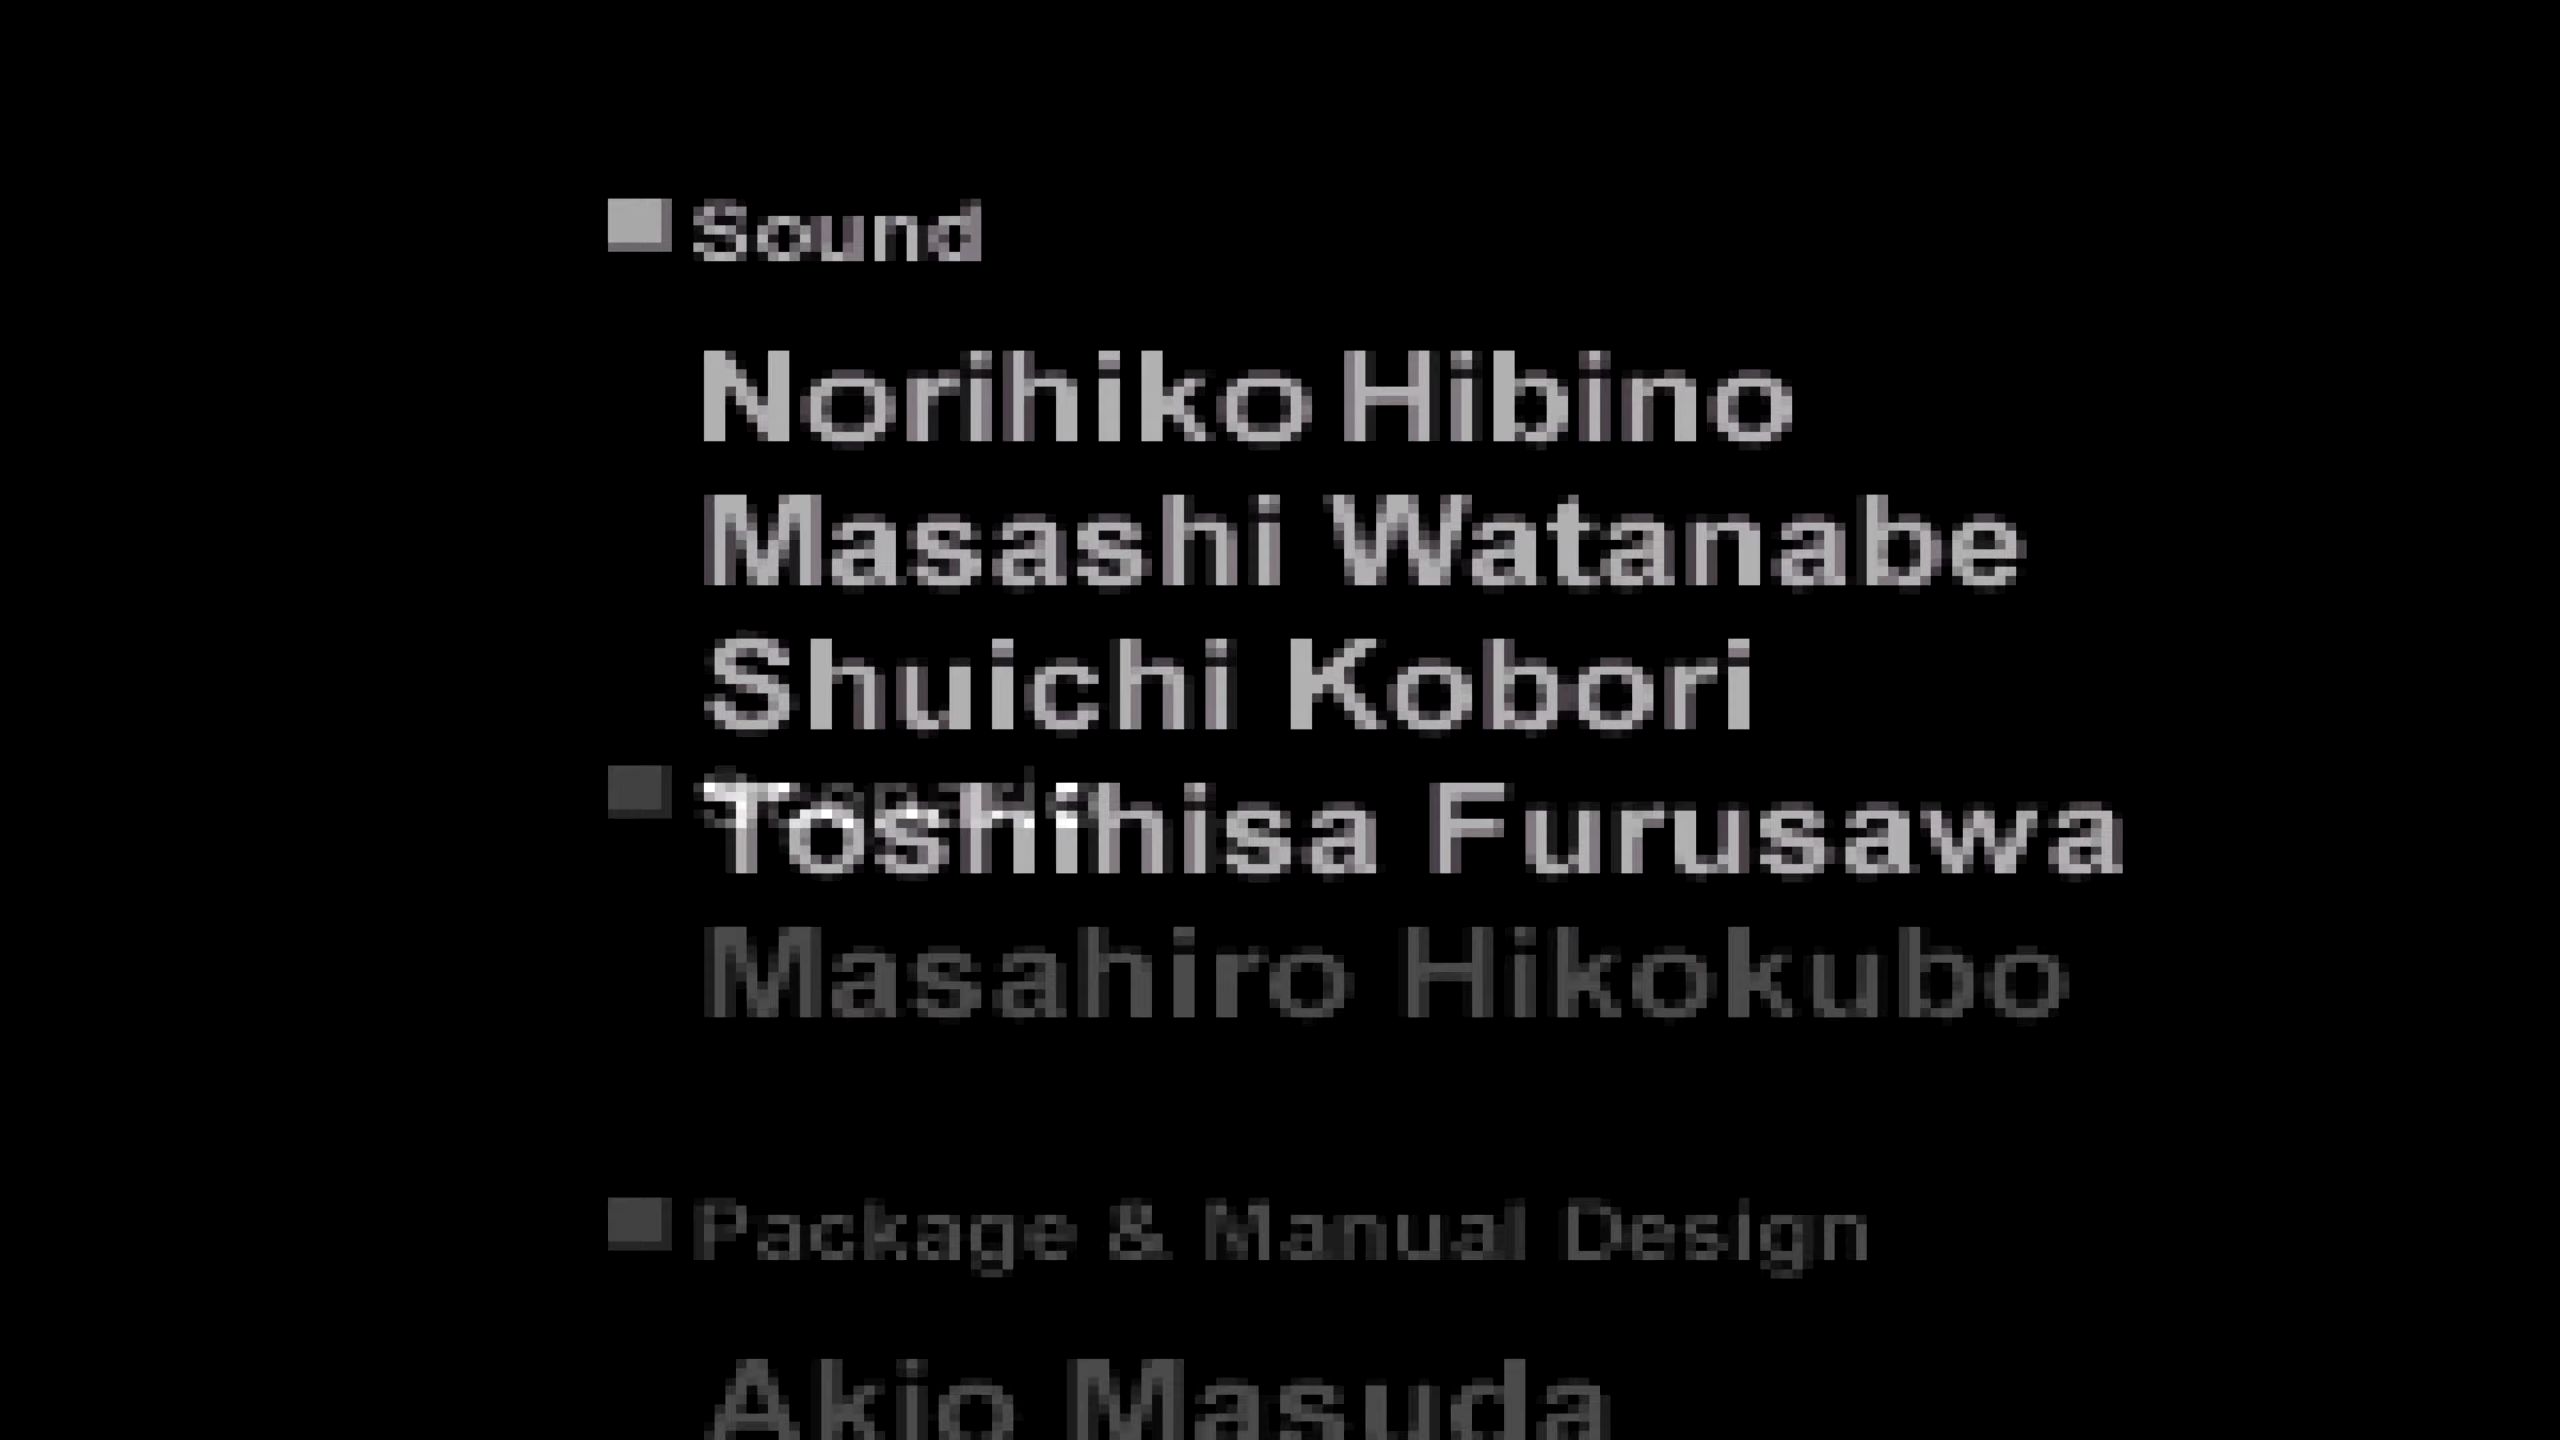 Sound
Norihiko Hibino
Masashi Watanabe
Shuichi Kobori
Toshihisa Furusawa
Masahiro Hikokubo
Package & Manual Design
Akio Masuda